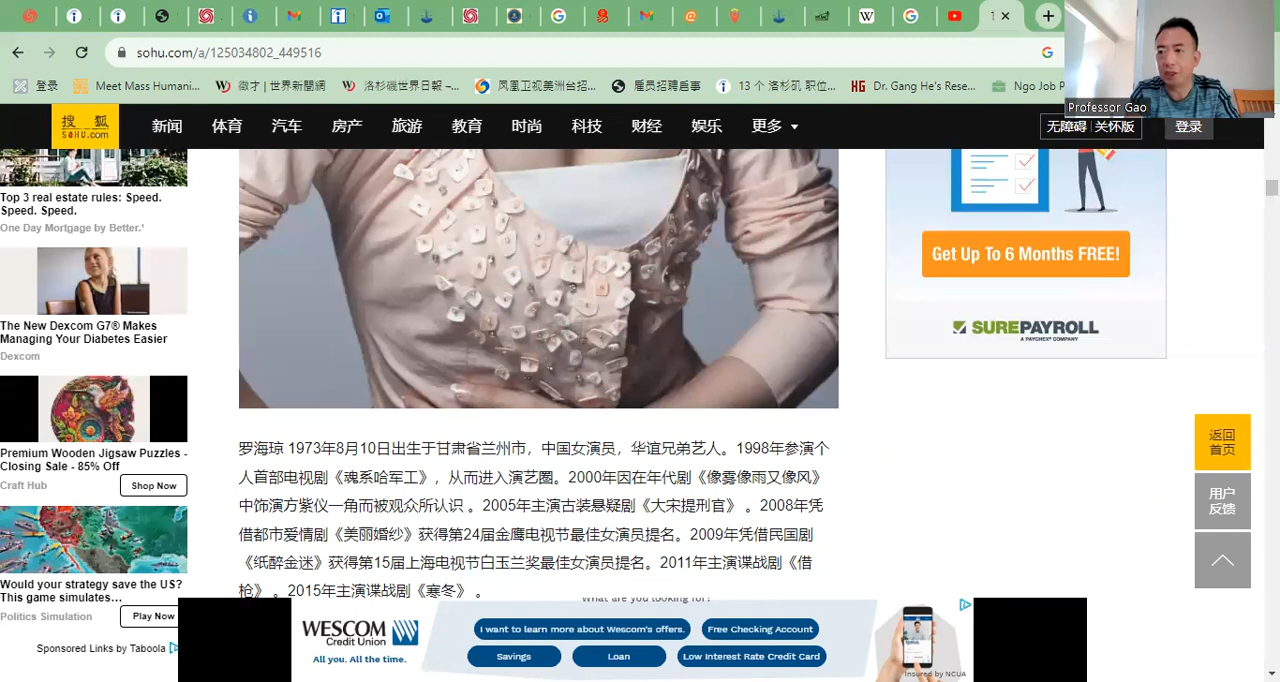 sohu.com/a/125034802_449516
登录
Meet Mass Humani...
徽才 | 世界新聞網
洛杉磯世界日報 –...
凤凰卫视美洲台招...
雇员招聘启事
13 个 洛杉矶 职位...
HG Dr. Gang He's Rese...
Ngo Job P
Professor Gao
搜狐
SOHU.com
新闻
体育
汽车
房产
旅游
教育
时尚
科技
财经
娱乐
更多
无障碍 关怀版
登录
Top 3 real estate rules: Speed.
Speed. Speed.
One Day Mortgage by Better.¹
The New Dexcom G7® Makes
Managing Your Diabetes Easier
Dexcom
Premium Wooden Jigsaw Puzzles -
Closing Sale - 85% Off
Craft Hub
Shop Now
Would your strategy save the US?
This game simulates...
Politics Simulation
Play Now
Sponsored Links by Taboola
罗海琼 1973年8月10日出生于甘肃省兰州市，中国女演员，华谊兄弟艺人。1998年参演个
人首部电视剧《魂系哈军工》，从而进入演艺圈。2000年因在年代剧《像雾像雨又像风》
中饰演方紫仪一角而被观众所认识 。2005年主演古装悬疑剧《大宋提刑官》 。2008年凭
借都市爱情剧《美丽婚纱》获得第24届金鹰电视节最佳女演员提名。2009年凭借民国剧
《纸醉金迷》获得第15届上海电视节白玉兰奖最佳女演员提名。2011年主演谍战剧《借
枪》 。2015年主演谍战剧《寒冬》 。
Get Up To 6 Months FREE!
SUREPAYROLL
A PAYCHEX® COMPANY
返回
首页
用户
反馈
What are you looking for?
WESCOM
Credit Union
All you. All the time.
I want to learn more about Wescom's offers.
Free Checking Account
Savings
Loan
Low Interest Rate Credit Card
Insured by NCUA